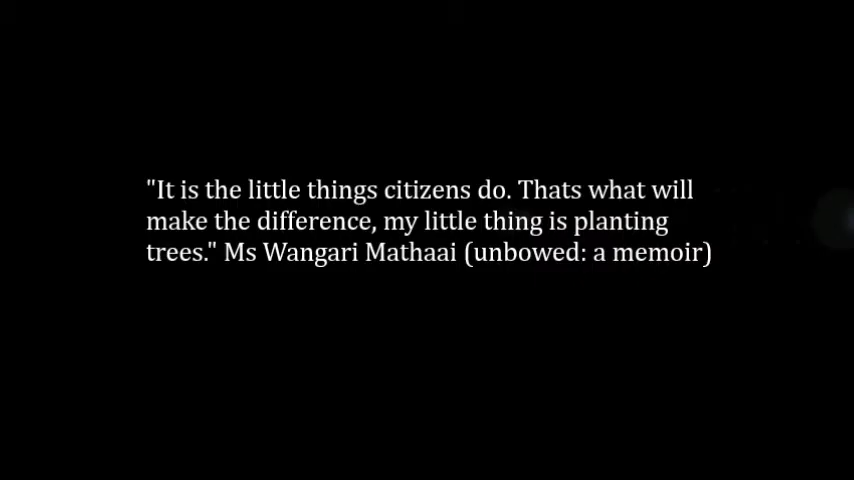 "It is the little things citizens do. Thats what will
make the difference, my little thing is planting
trees." Ms Wangari Mathaai (unbowed: a memoir)